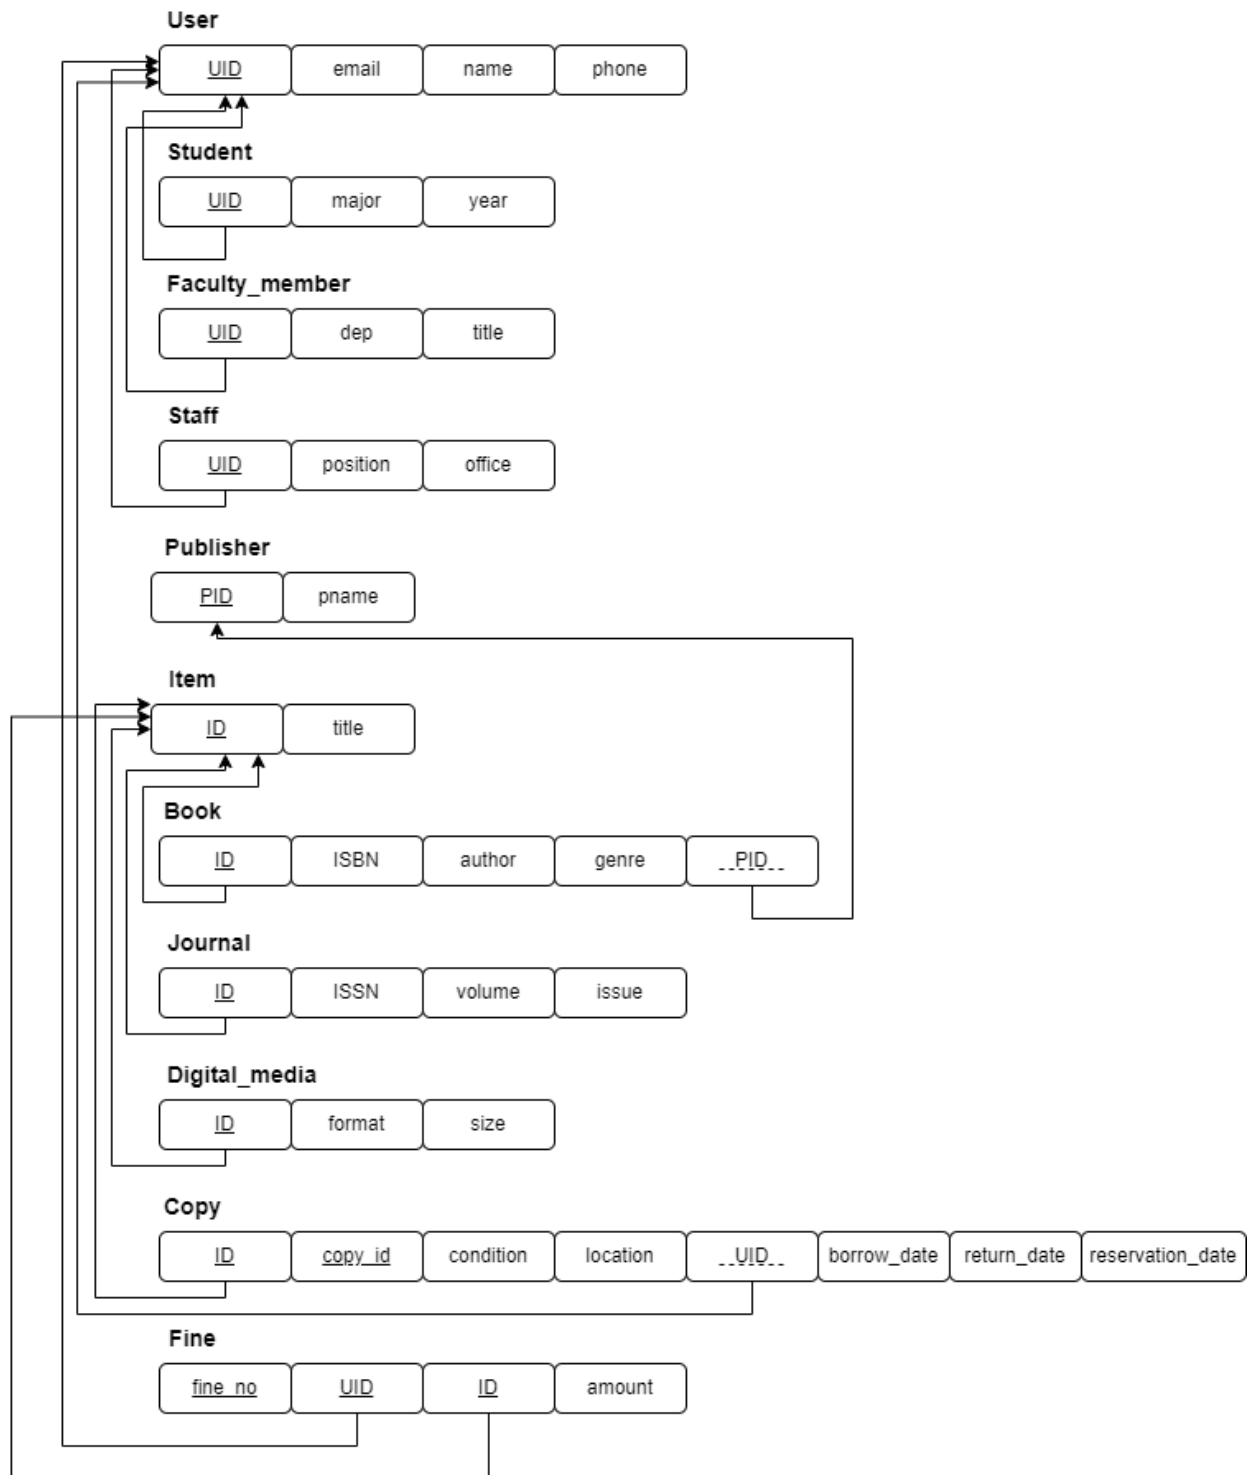 User
UID email name phone
Student
UID major year
Faculty_member
UID dep title
Staff
UID position office
Publisher
PID pname
Item
ID title
Book
ID ISBN author genre PID
Journal
ID ISSN volume issue
Digital_media
ID format size
Copy
ID copy_id condition location UID borrow_date return_date reservation_date
Fine
fine_no UID ID amount